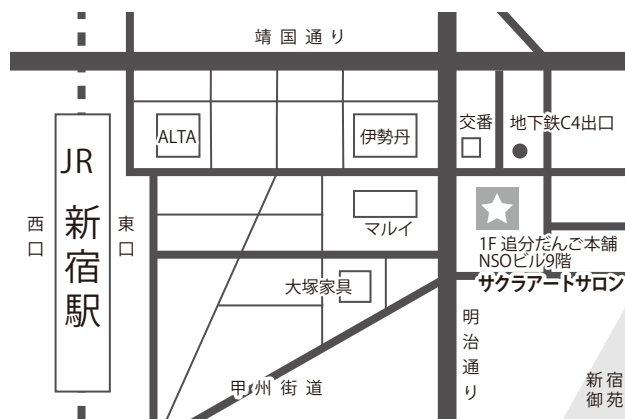 靖国通り
ALTA
伊勢丹
交番
地下鉄C4出口
JR
新宿駅
西口
東口
マルイ
1F 追分だんご本舗
NSOビル9階
サクラアートサロン
大塚家具
明治通り
甲州街道
新宿
御苑